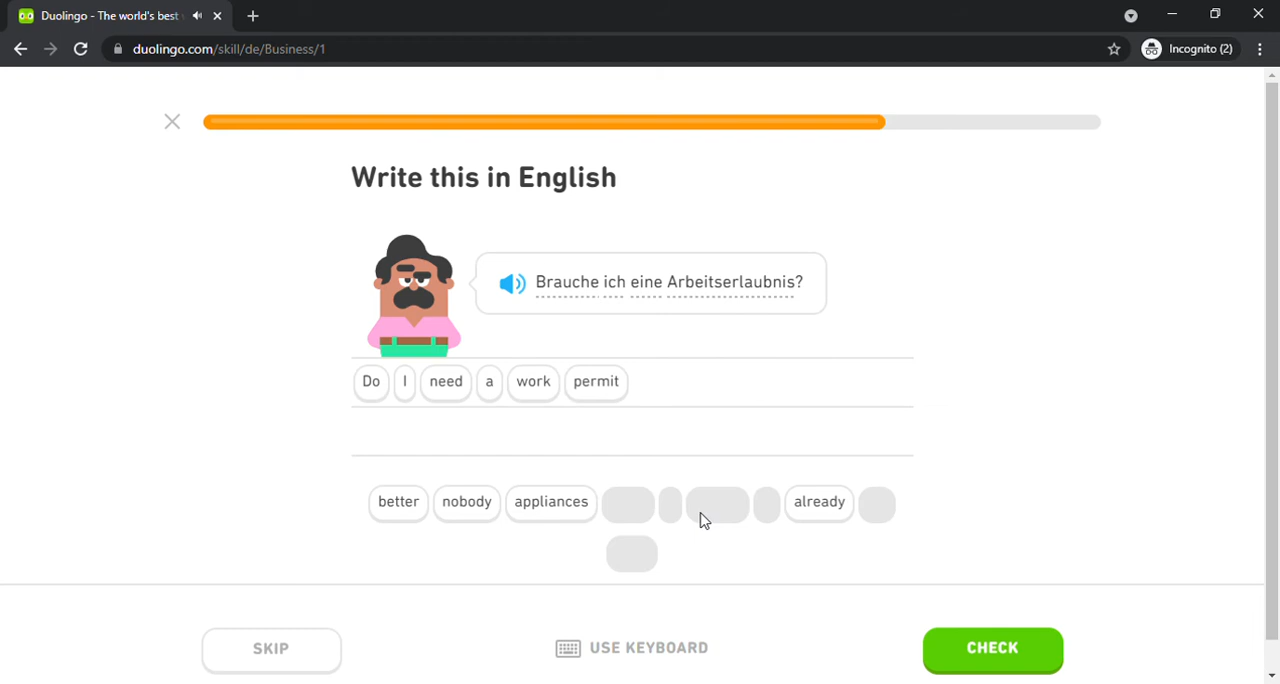 Duolingo - The world's best
duolingo.com/skill/de/Business/1
Incognito (2)
Write this in English
Brauche ich eine Arbeitserlaubnis?
Do I need a work permit
better nobody appliances already
SKIP
USE KEYBOARD
CHECK